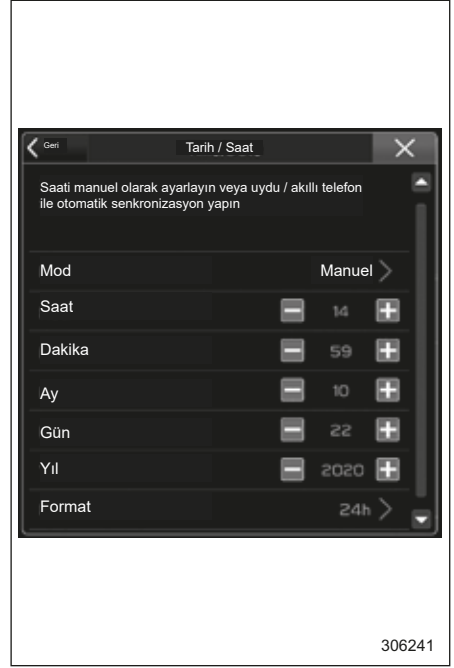 Geri
Tarih / Saat
Saati manuel olarak ayarlayın veya uydu / akıllı telefon
ile otomatik senkronizasyon yapın
Mod Manuel
Saat 14
Dakika 59
Ay 10
Gün 22
Yıl 2020
Format 24h
306241